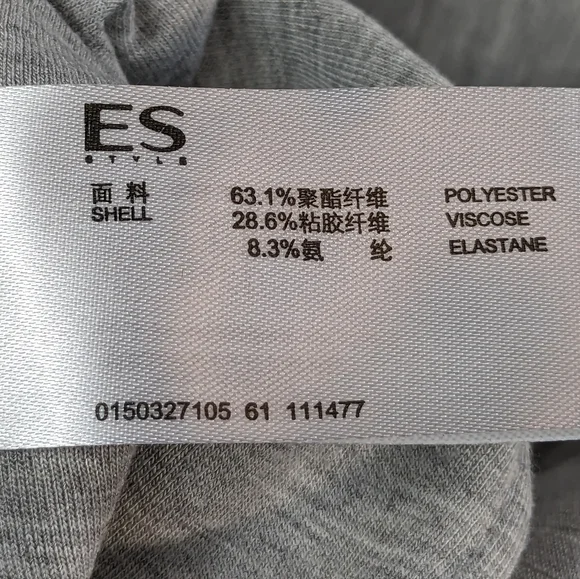 ES
STYLE
面 料 63.1%聚酯纤维 POLYESTER
SHELL 28.6%粘胶纤维 VISCOSE
8.3%氨 纶 ELASTANE
0150327105 61 111477